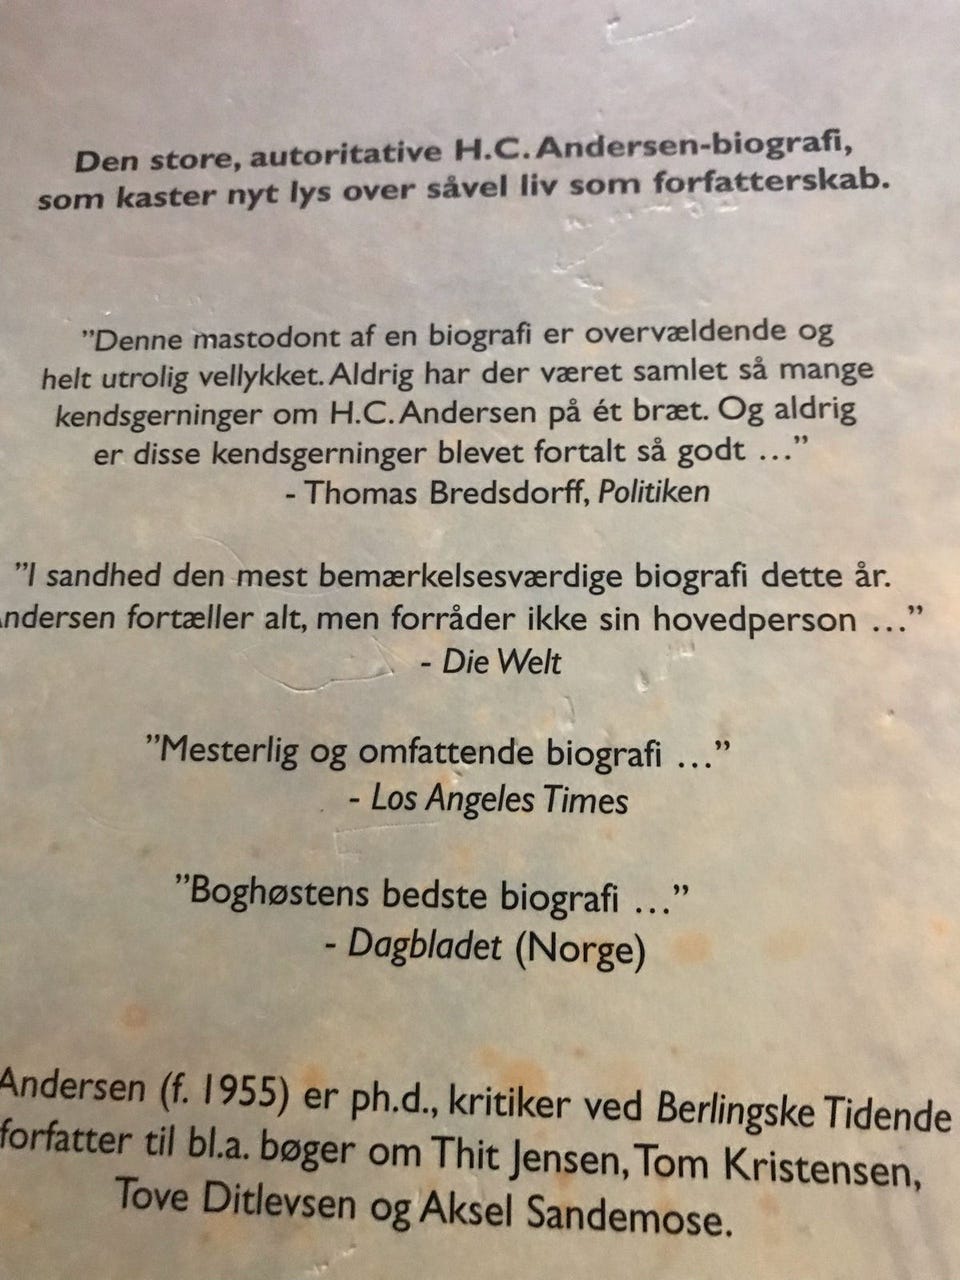 Den store, autoritative H.C. Andersen-biografi,
som kaster nyt lys over såvel liv som forfatterskab.
”Denne mastodont af en biografi er overvældende og
helt utrolig vellykket. Aldrig har der været samlet så mange
kendsgerninger om H.C. Andersen på ét bræt. Og aldrig
er disse kendsgerninger blevet fortalt så godt …”
- Thomas Bredsdorff, Politiken
”I sandhed den mest bemærkelsesværdige biografi dette år.
ndersen fortæller alt, men forråder ikke sin hovedperson …”
- Die Welt
”Mesterlig og omfattende biografi …”
- Los Angeles Times
”Boghøstens bedste biografi …”
- Dagbladet (Norge)
Andersen (f. 1955) er ph.d., kritiker ved Berlingske Tidende
forfatter til bl.a. bøger om Thit Jensen, Tom Kristensen,
Tove Ditlevsen og Aksel Sandemose.